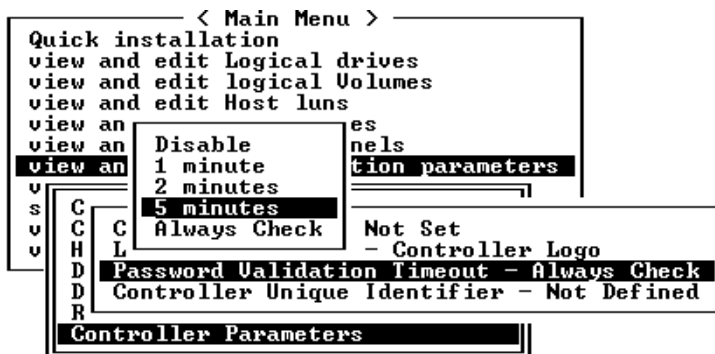 < Main Menu >
Quick installation
view and edit Logical drives
view and edit logical Volumes
view and edit Host luns
view an
es
view an
nels
view an
tion parameters
v
s
v
v
Disable
1 minute
2 minutes
5 minutes
Always Check
C
C
H
D
D
R
Controller Parameters
C
Not Set
L
- Controller Logo
Password Validation Timeout - Always Check
Controller Unique Identifier - Not Defined